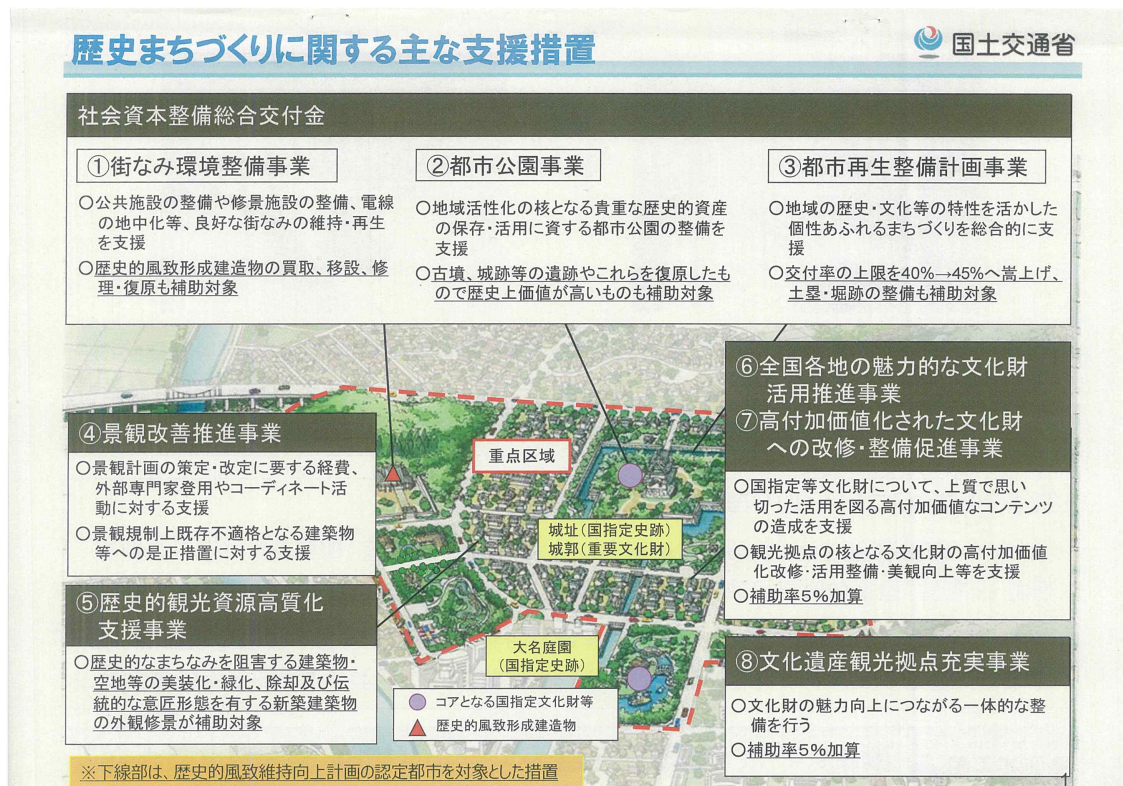 歴史まちづくりに関する主な支援措置
国土交通省
社会資本整備総合交付金
①街なみ環境整備事業
○公共施設の整備や修景施設の整備、電線
の地中化等、良好な街なみの維持・再生
を支援
○歴史的風致形成建造物の買取、移設、修
理・復原も補助対象
②都市公園事業
○地域活性化の核となる貴重な歴史的資産
の保存・活用に資する都市公園の整備を
支援
○古墳、城跡等の遺跡やこれらを復原したも
ので歴史上価値が高いものも補助対象
③都市再生整備計画事業
○地域の歴史・文化等の特性を活かした
個性あふれるまちづくりを総合的に支
援
○交付率の上限を40%→45%へ嵩上げ、
土塁・堀跡の整備も補助対象
④景観改善推進事業
○景観計画の策定・改定に要する経費、
外部専門家登用やコーディネート活
動に対する支援
○景観規制上既存不適格となる建築物
等への是正措置に対する支援
⑤歴史的観光資源高質化
支援事業
○歴史的なまちなみを阻害する建築物・
空地等の美装化・緑化、除却及び伝
統的な意匠形態を有する新築建築物
の外観修景が補助対象
重点区域
城址(国指定史跡)
城郭(重要文化財)
大名庭園
(国指定史跡)
コアとなる国指定文化財等
歴史的風致形成建造物
⑥全国各地の魅力的な文化財
活用推進事業
⑦高付加価値化された文化財
への改修・整備促進事業
○国指定等文化財について、上質で思い
切った活用を図る高付加価値なコンテンツ
の造成を支援
○観光拠点の核となる文化財の高付加価値
化改修・活用整備・美観向上等を支援
○補助率5%加算
⑧文化遺産観光拠点充実事業
○文化財の魅力向上につながる一体的な整
備を行う
○補助率5%加算
※下線部は、歴史的風致維持向上計画の認定都市を対象とした措置